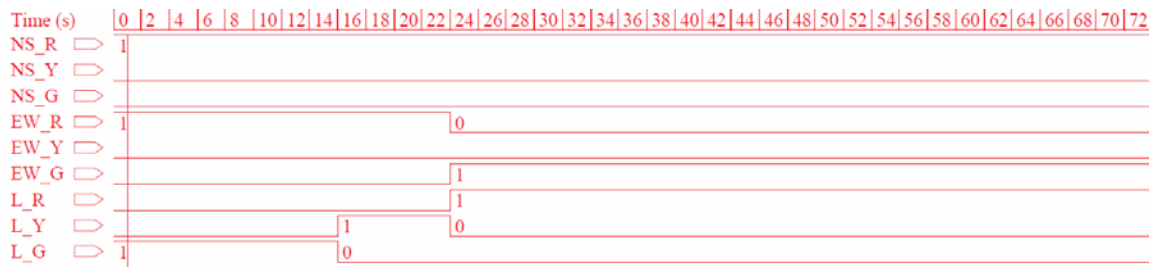 Time (s) 0 2 4 6 8 10 12 14 16 18 20 22 24 26 28 30 32 34 36 38 40 42 44 46 48 50 52 54 56 58 60 62 64 66 68 70 72
NS_R 1
NS_Y
NS_G
EW_R 1 0
EW_Y
EW_G 1
L_R 1
L_Y 1 0
L_G 1 0